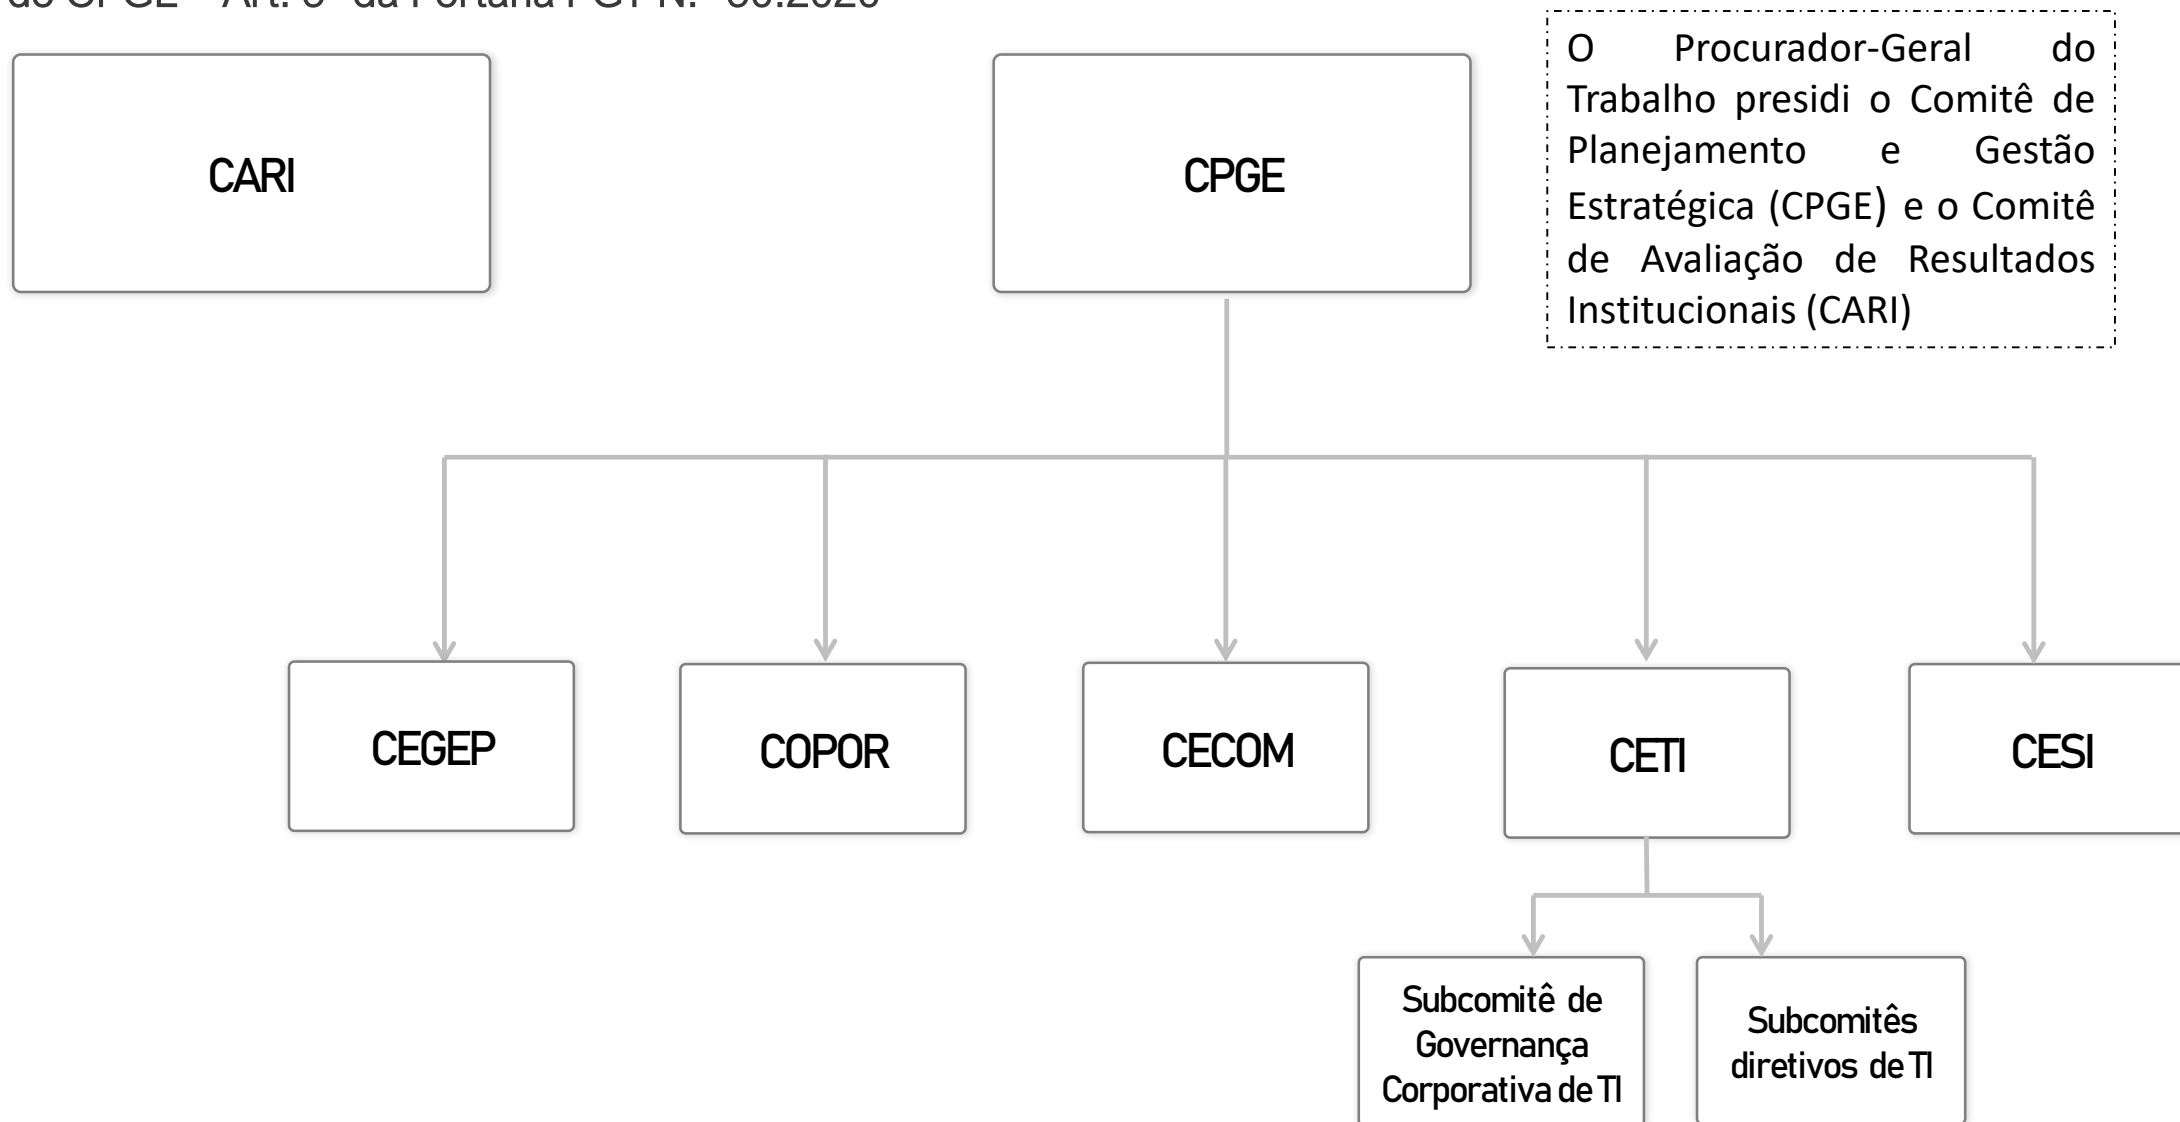 CARI
CPGE
O Procurador-Geral do
Trabalho presidi o Comitê de
Planejamento e Gestão
Estratégica (CPGE) e o Comitê
de Avaliação de Resultados
Institucionais (CARI)
CEGEP
COPOR
CECOM
CETI
CESI
Subcomitê de
Governança
Corporativa de TI
Subcomitês
diretivos de TI